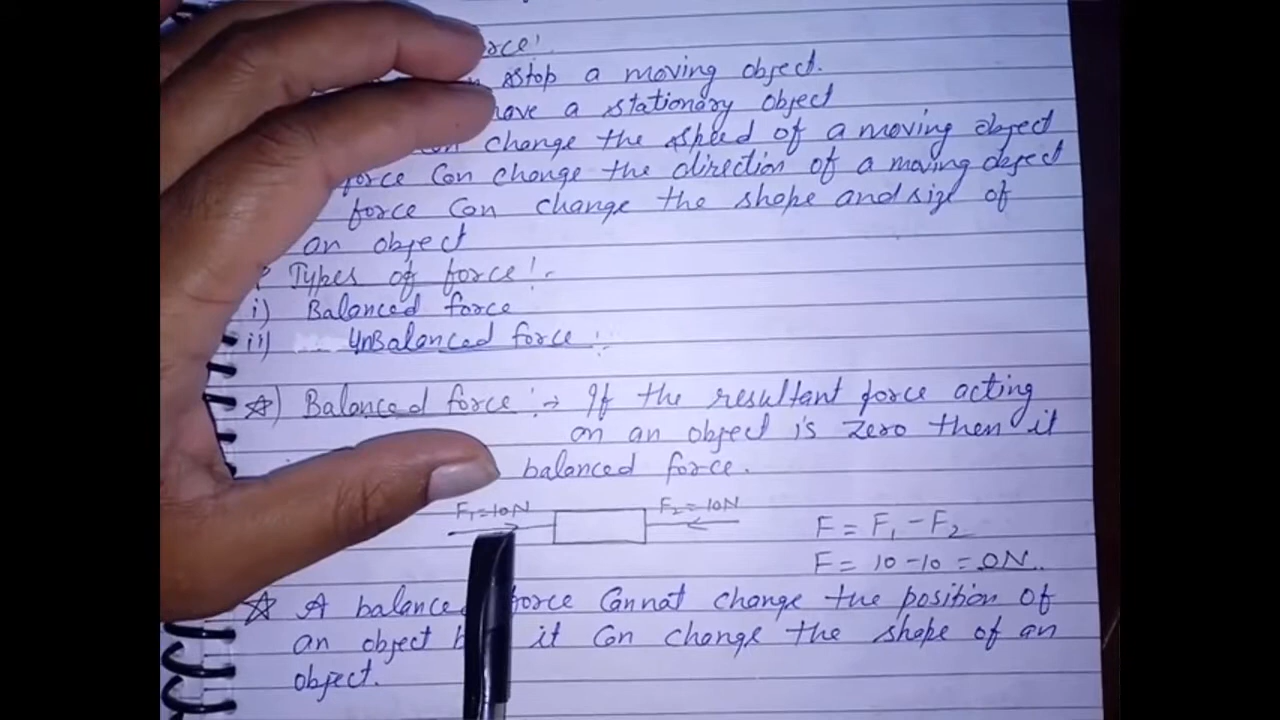 stop a moving object.
a stationary object
change the speed of a moving object
force Can change the direction of a moving object
force Can change the shape and size of
an object
Types of force!-
i) Balanced force
ii) UnBalanced force :-
☆) Balanced force :→ If the resultant force acting
on an object is zero then it
balanced force.
F₁=10N F₂=10N
F = F₁ - F₂
F = 10 - 10 = 0N.
☆ A balanced force Cannat change the position of
an object it Can change the shape of an
object.